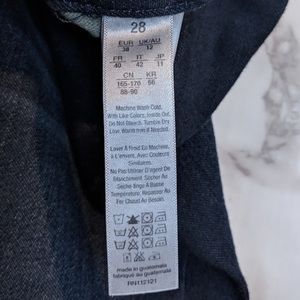 28
EUR UK/AU
38 12
FR IT JP
40 42 11
CN KR
165-170 66
88-90
Machine Wash Cold.
With Like Colors, Inside Out.
Do Not Bleach. Tumble Dry
Low. Warm Iron If Needed.
Laver À Froid En Machine.
À L'envers, Avec Couleurs
Similaires.
Ne Pas Utiliser D'agent De
Blanchiment. Sécher Au
Sèche-linge À Basse
Température. Repasser Au
Fer Chaud Au Besoin.
made in guatemala
fabriqué au guatemala
RN112121